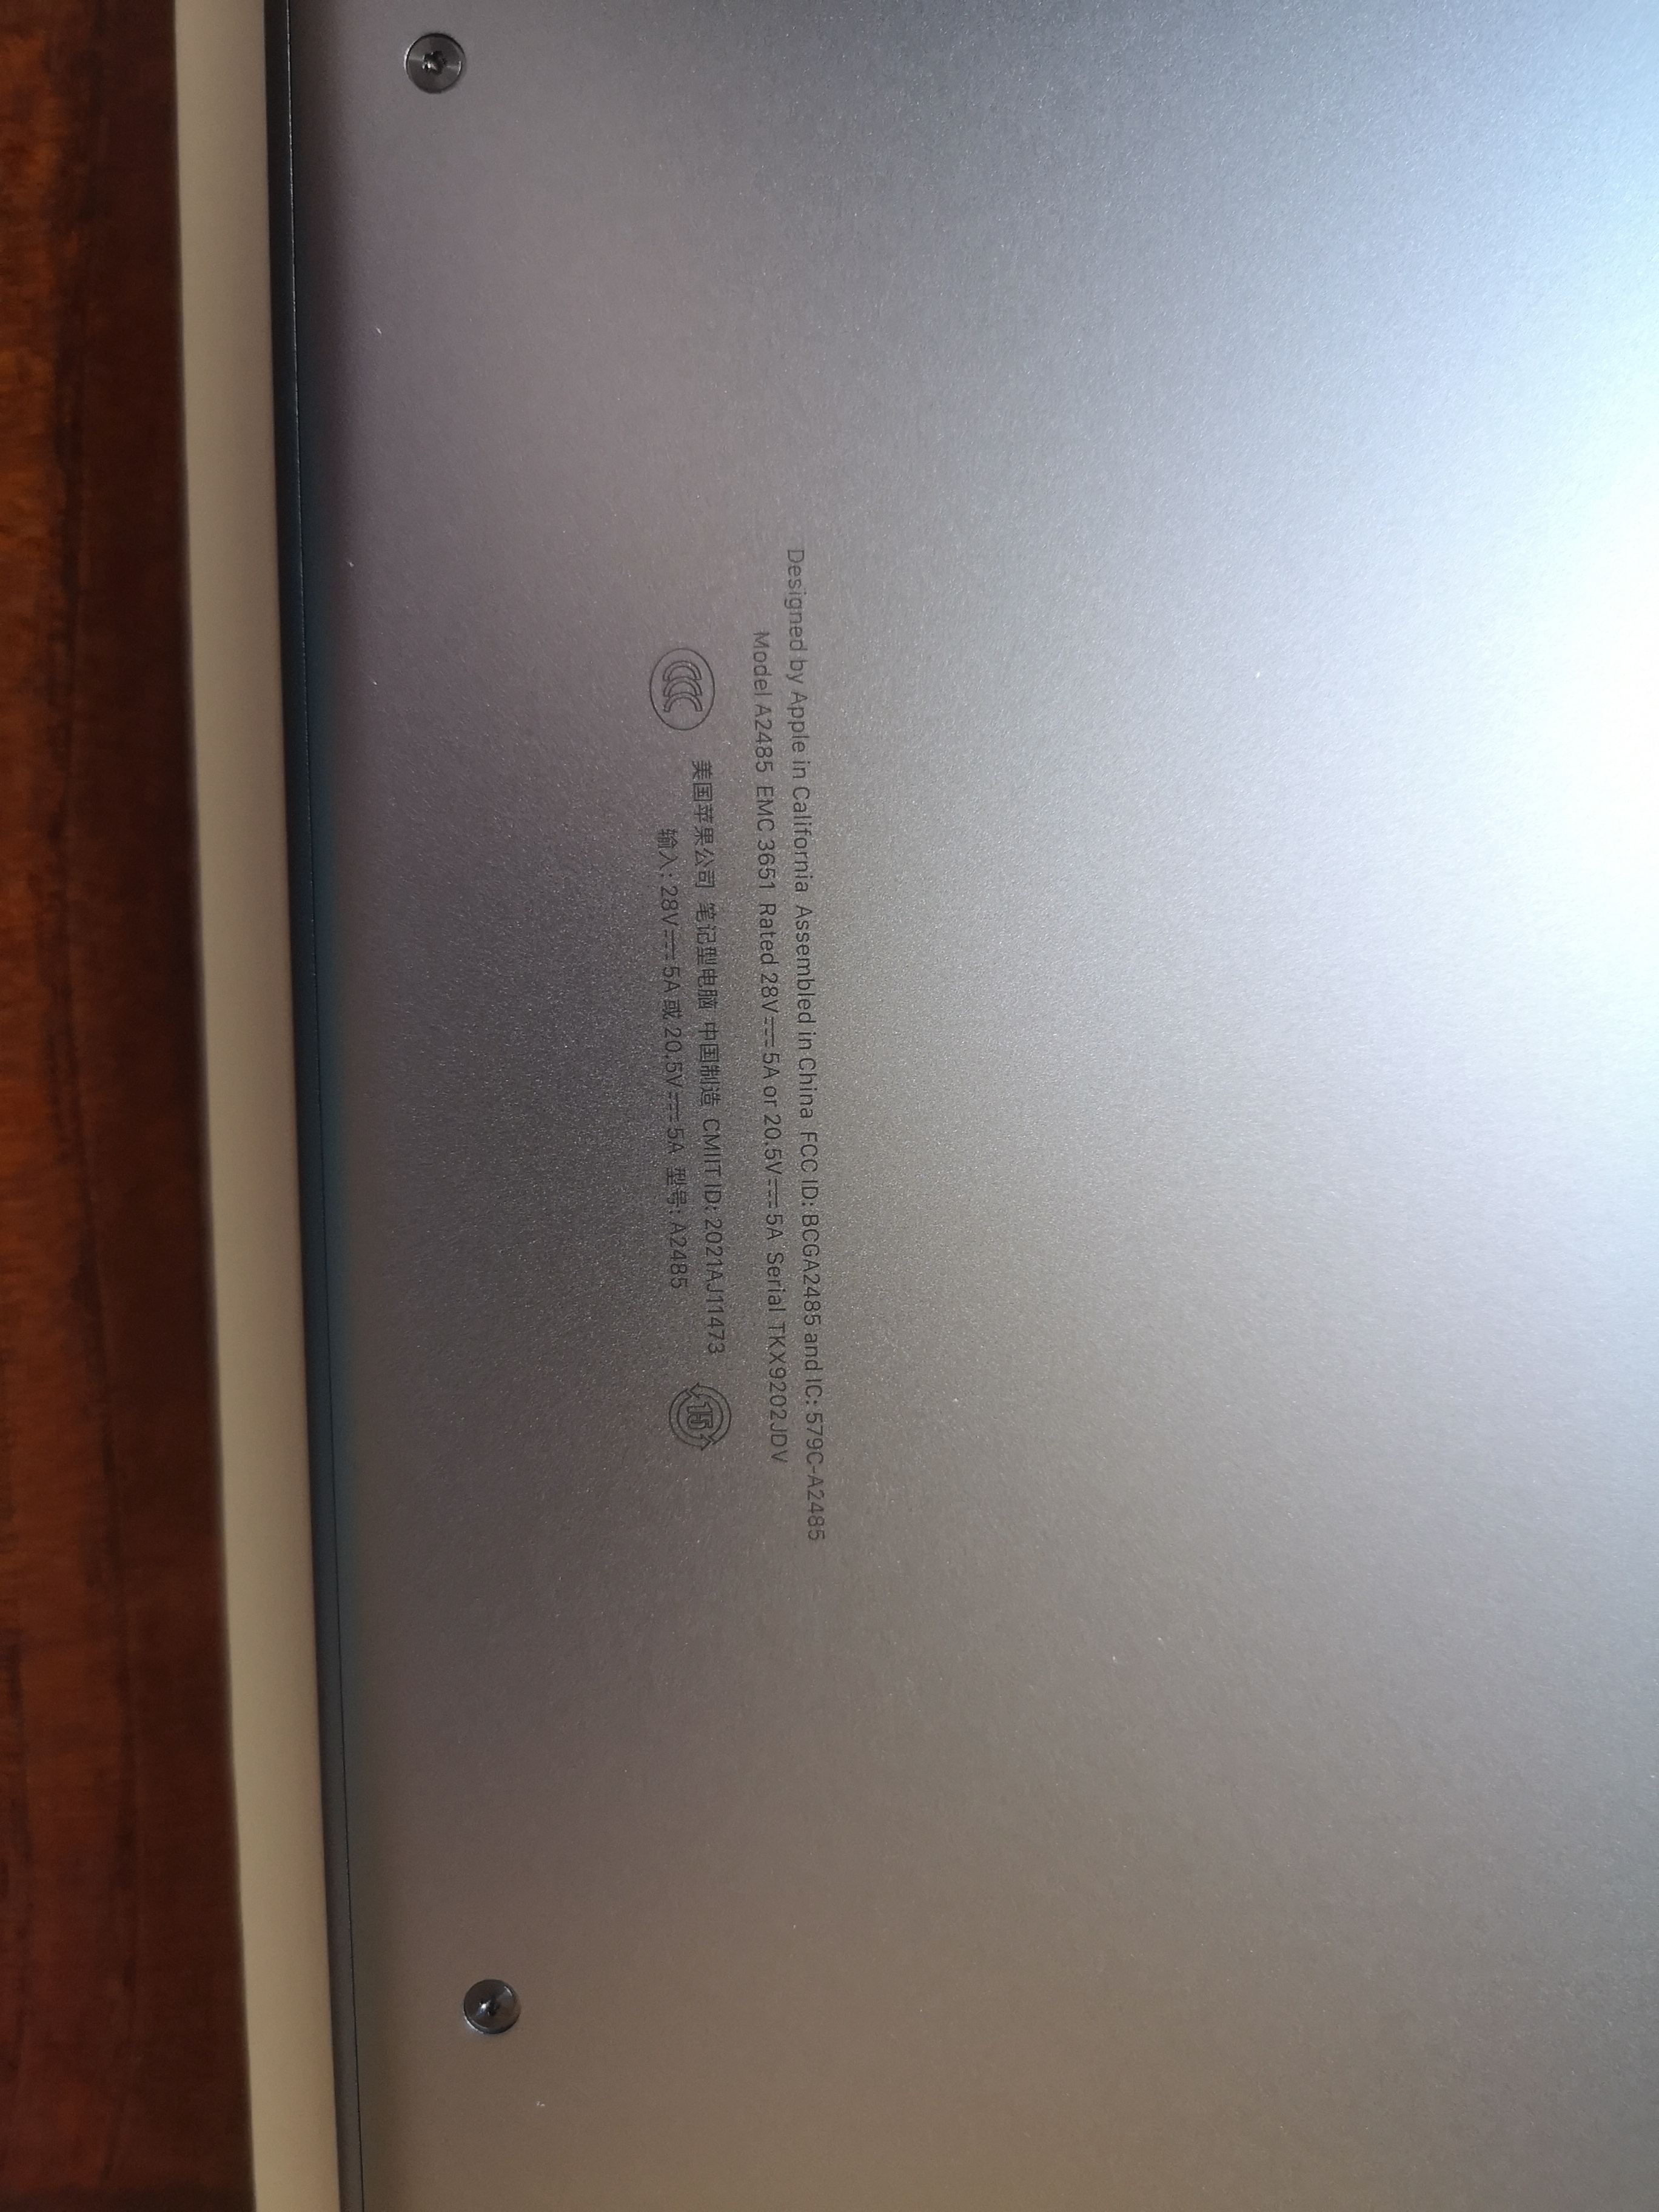 Designed by Apple in California Assembled in China FCC ID: BCGA2485 and IC: 579C-A2485
Model A2485 EMC 3651 Rated 28V⎓5A or 20.5V⎓5A Serial TKX9202JDV
CCC 美国苹果公司 笔记型电脑 中国制造 CMIIT ID: 2021AJ11473 15
输入: 28V⎓5A 或 20.5V⎓5A 型号: A2485